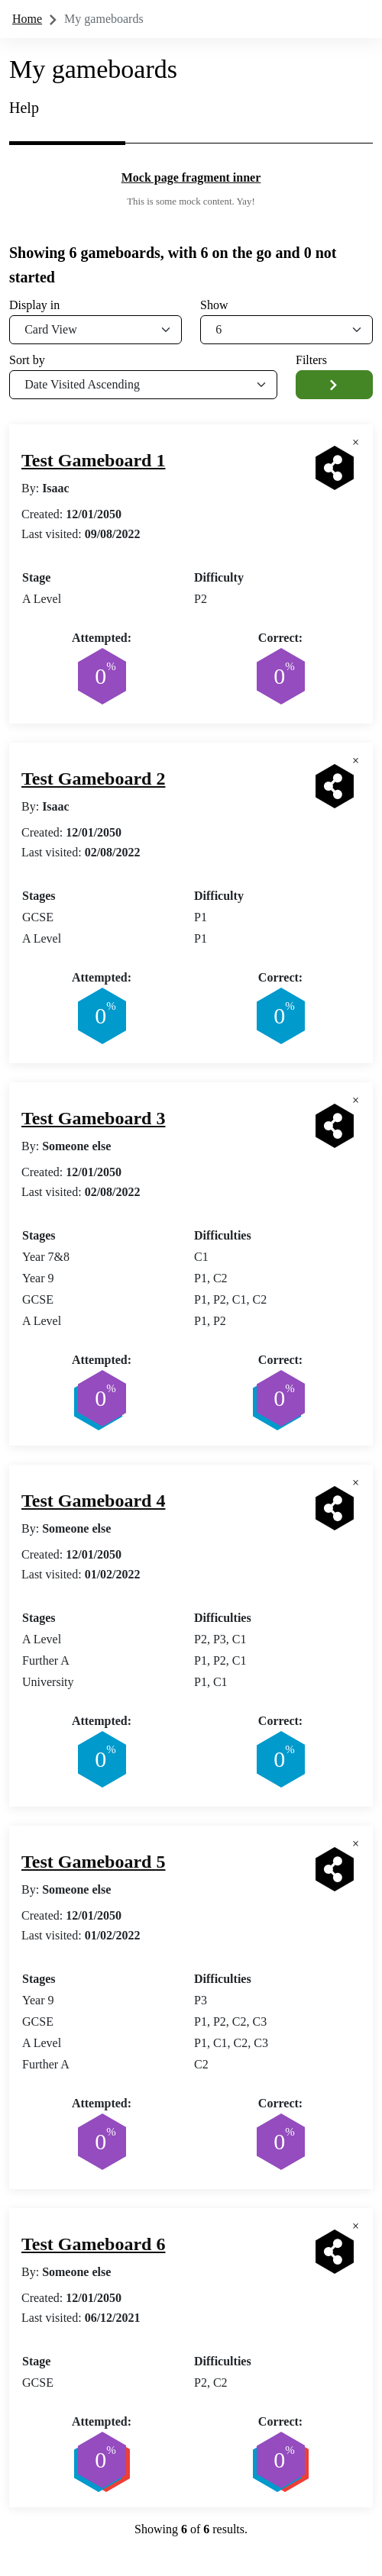 Home > My gameboards
My gameboards
Help
Mock page fragment inner
This is some mock content. Yay!
Showing 6 gameboards, with 6 on the go and 0 not
started
Display in Show
Card View 6
Sort by Filters
Date Visited Ascending
×
Test Gameboard 1
By: Isaac
Created: 12/01/2050
Last visited: 09/08/2022
Stage Difficulty
A Level P2
Attempted: Correct:
0% 0%
×
Test Gameboard 2
By: Isaac
Created: 12/01/2050
Last visited: 02/08/2022
Stages Difficulty
GCSE P1
A Level P1
Attempted: Correct:
0% 0%
×
Test Gameboard 3
By: Someone else
Created: 12/01/2050
Last visited: 02/08/2022
Stages Difficulties
Year 7&8 C1
Year 9 P1, C2
GCSE P1, P2, C1, C2
A Level P1, P2
Attempted: Correct:
0% 0%
×
Test Gameboard 4
By: Someone else
Created: 12/01/2050
Last visited: 01/02/2022
Stages Difficulties
A Level P2, P3, C1
Further A P1, P2, C1
University P1, C1
Attempted: Correct:
0% 0%
×
Test Gameboard 5
By: Someone else
Created: 12/01/2050
Last visited: 01/02/2022
Stages Difficulties
Year 9 P3
GCSE P1, P2, C2, C3
A Level P1, C1, C2, C3
Further A C2
Attempted: Correct:
0% 0%
×
Test Gameboard 6
By: Someone else
Created: 12/01/2050
Last visited: 06/12/2021
Stage Difficulties
GCSE P2, C2
Attempted: Correct:
0% 0%
Showing 6 of 6 results.